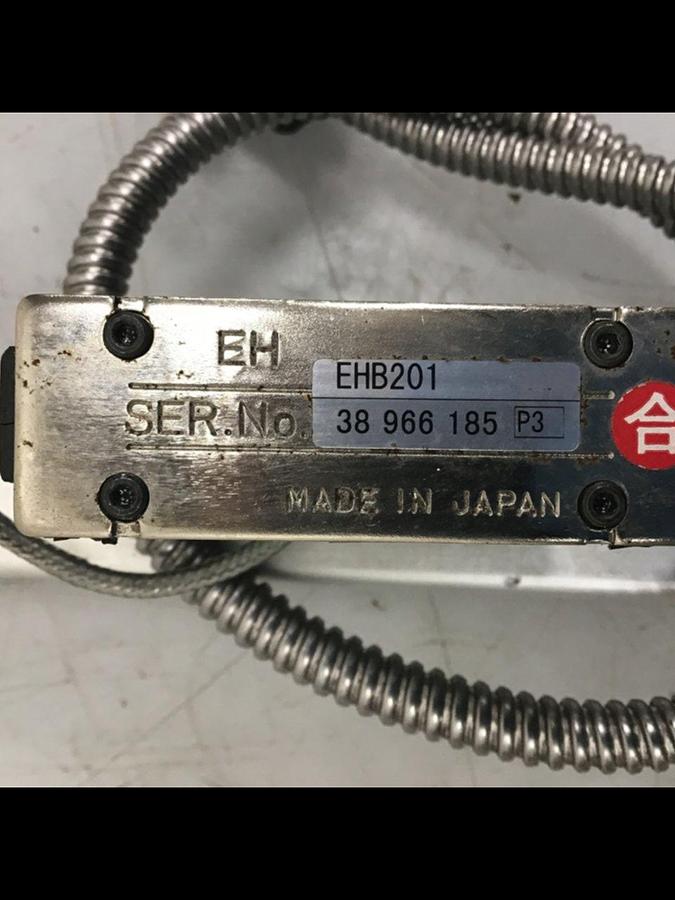 EH EHB201
SER.No. 38 966 185 P3
合
MADE IN JAPAN